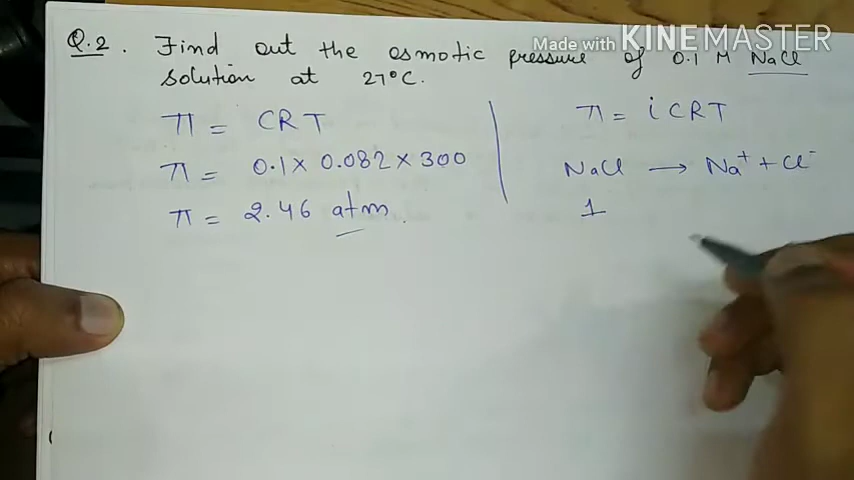 Made with KINEMASTER
Q.2. Find out the osmotic pressure of 0.1 M NaCl
solution at 27°C.
π = CRT
π = 0.1 × 0.082 × 300
π = 2.46 atm.
π = i CRT
NaCl → Na⁺ + Cl⁻
1